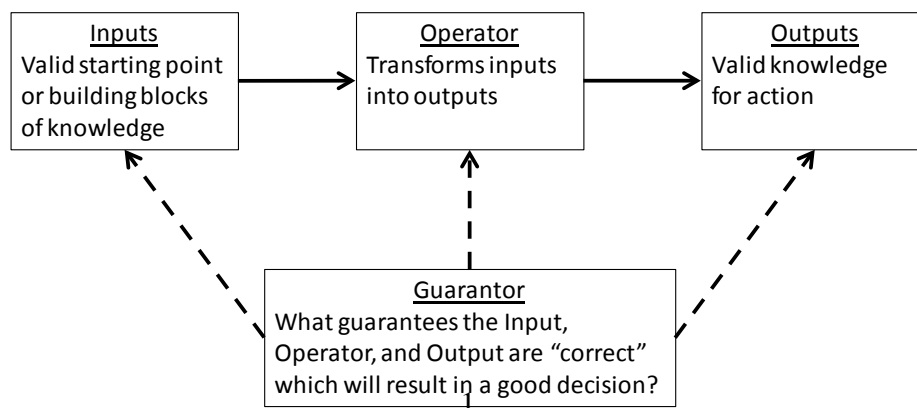 Inputs
Valid starting point
or building blocks
of knowledge
Operator
Transforms inputs
into outputs
Outputs
Valid knowledge
for action
Guarantor
What guarantees the Input,
Operator, and Output are “correct”
which will result in a good decision?